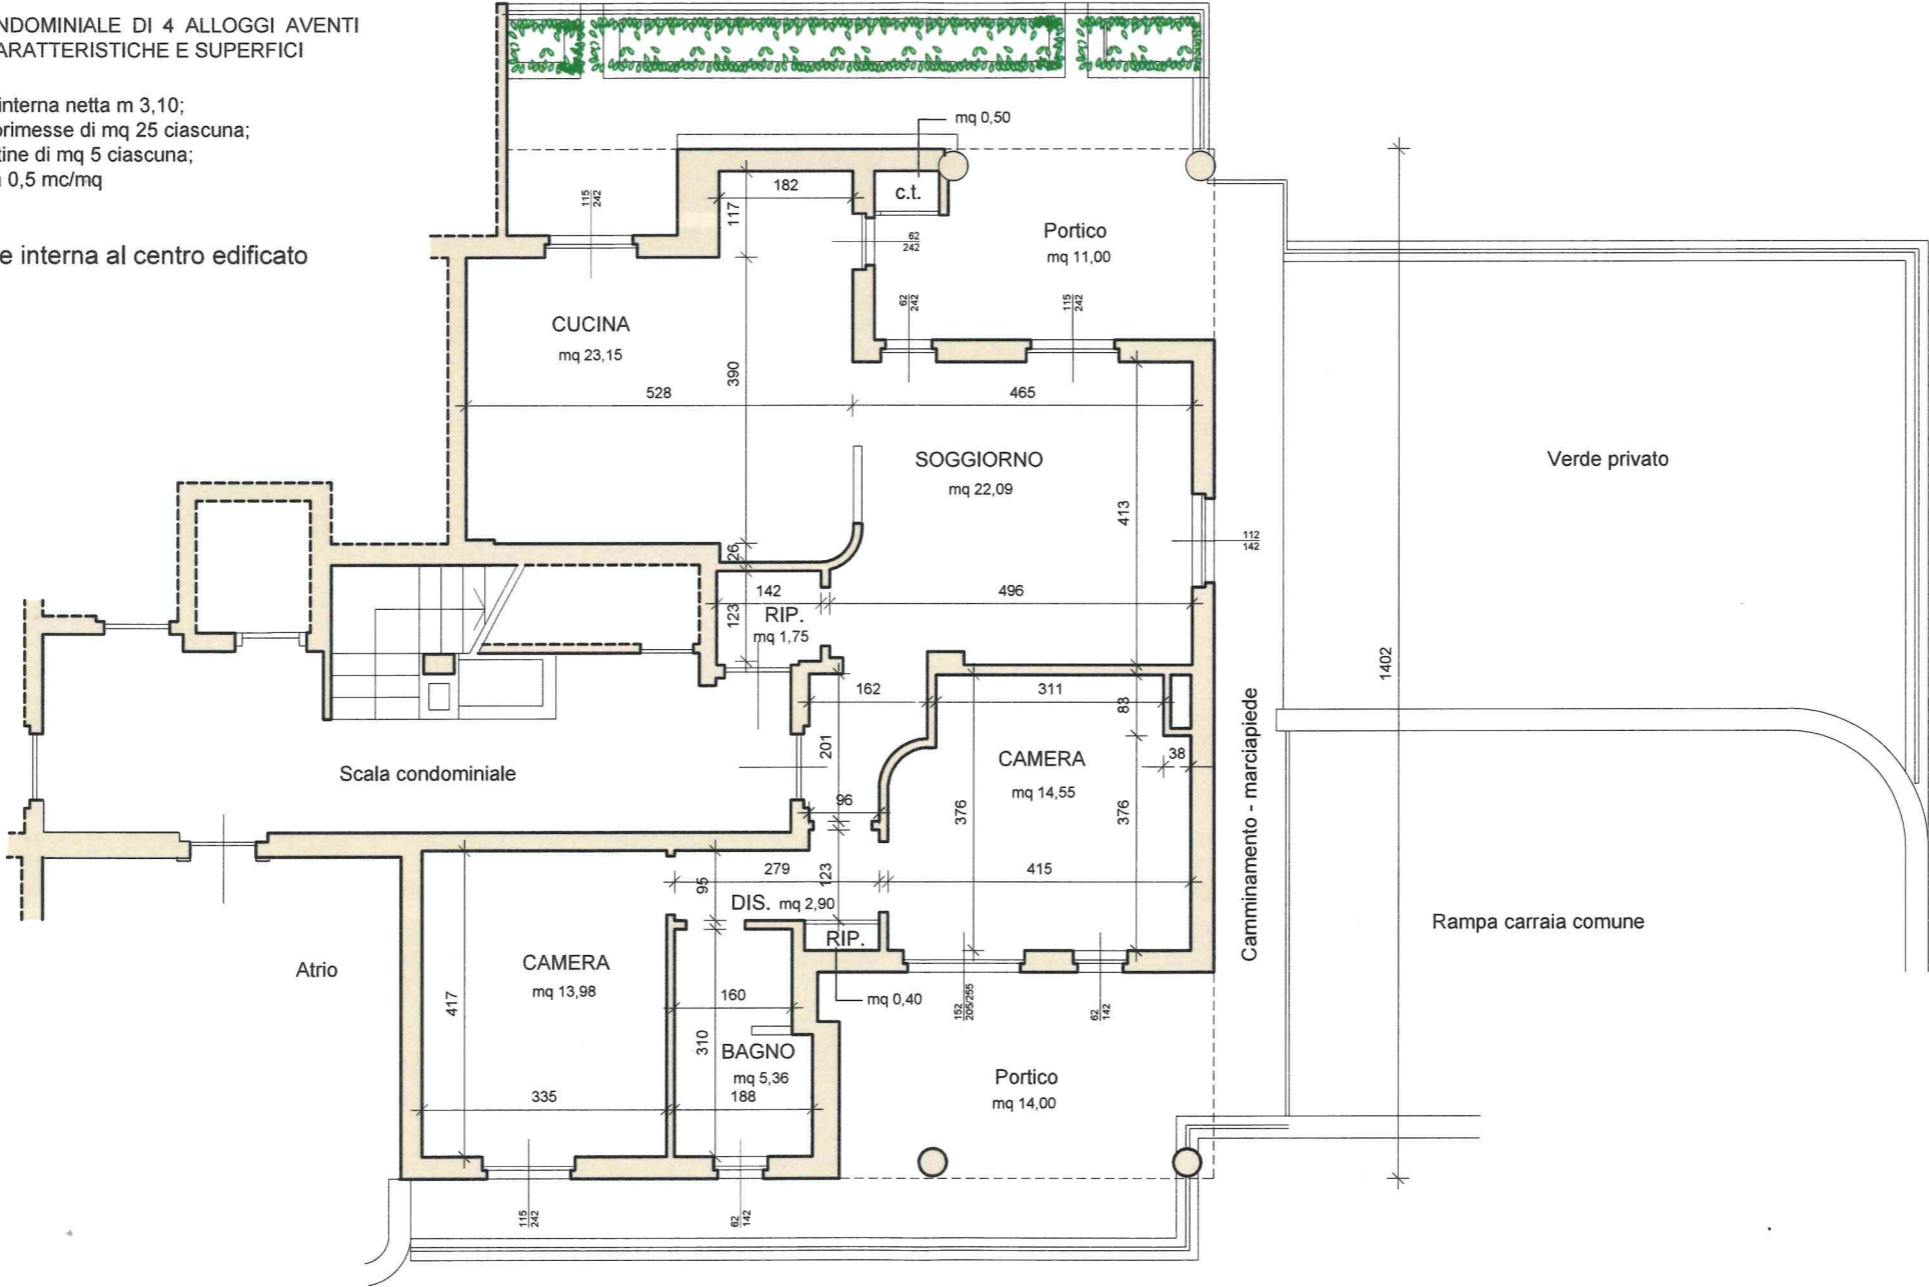 NDOMINIALE DI 4 ALLOGGI AVENTI
ARATTERISTICHE E SUPERFICI
interna netta m 3,10;
orimesse di mq 25 ciascuna;
tine di mq 5 ciascuna;
0,5 mc/mq
e interna al centro edificato
mq 0,50
c.t.
182
117
115
242
62
242
Portico
mq 11,00
62
242
115
242
CUCINA
mq 23,15
390
528
465
SOGGIORNO
mq 22,09
413
Verde privato
112
142
26
142
496
123
RIP.
mq 1,75
1402
162
311
83
201
38
Scala condominiale
CAMERA
mq 14,55
96
376
376
Camminamento - marciapiede
279
123
415
95
DIS. mq 2,90
Rampa carraia comune
RIP.
Atrio
CAMERA
mq 13,98
417
160
mq 0,40
152
205/255
62
142
310
BAGNO
mq 5,36
Portico
mq 14,00
335
188
115
242
62
142